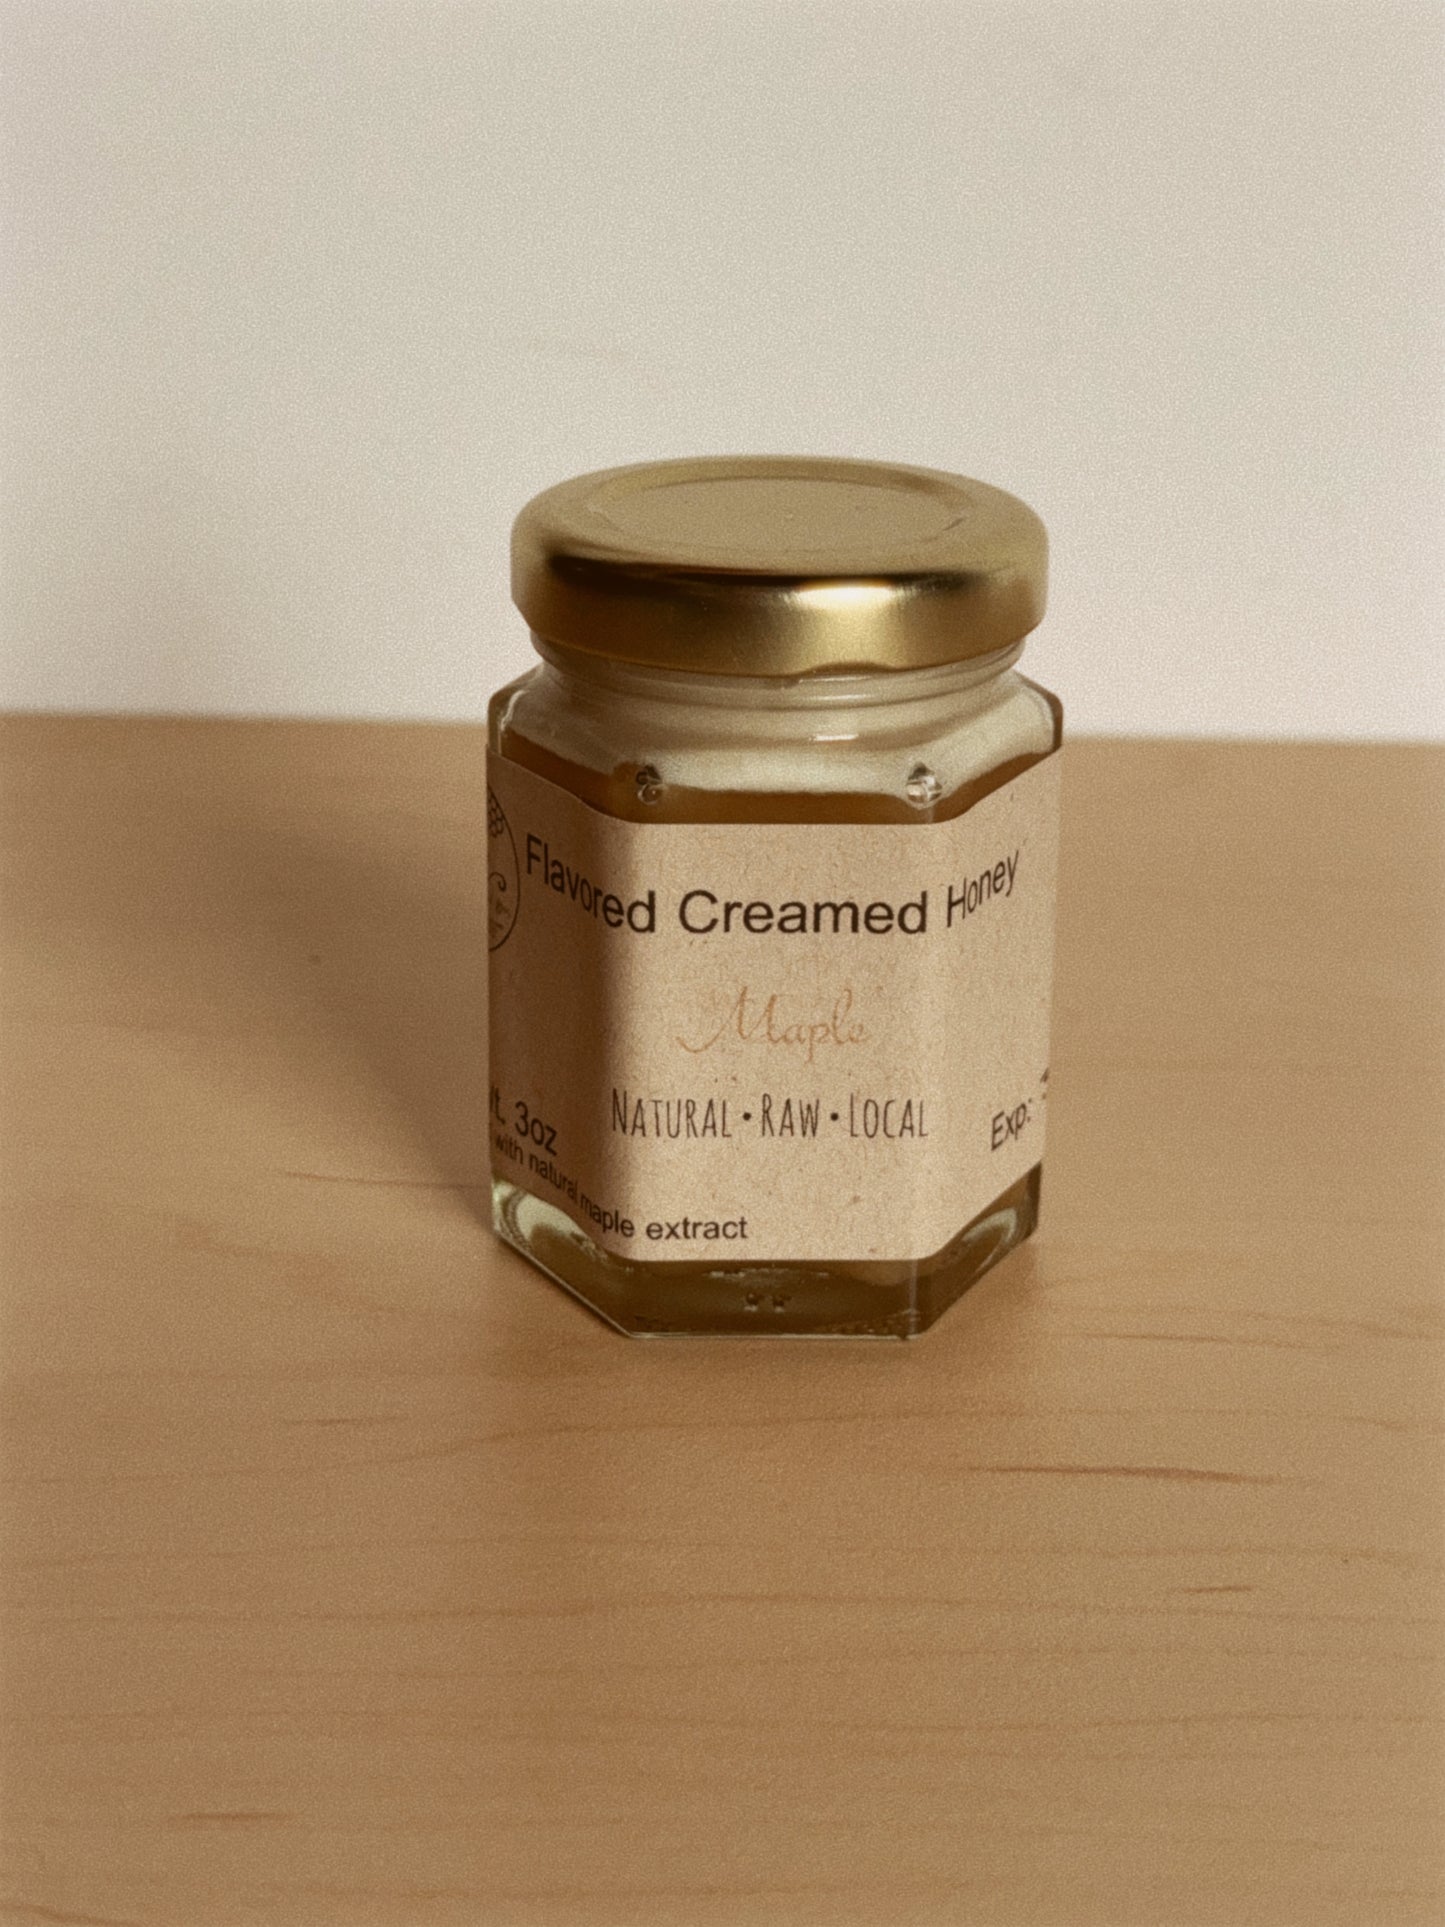 Flavored Creamed Honey
Maple
NATURAL • RAW • LOCAL
3oz
Exp:
with natural maple extract